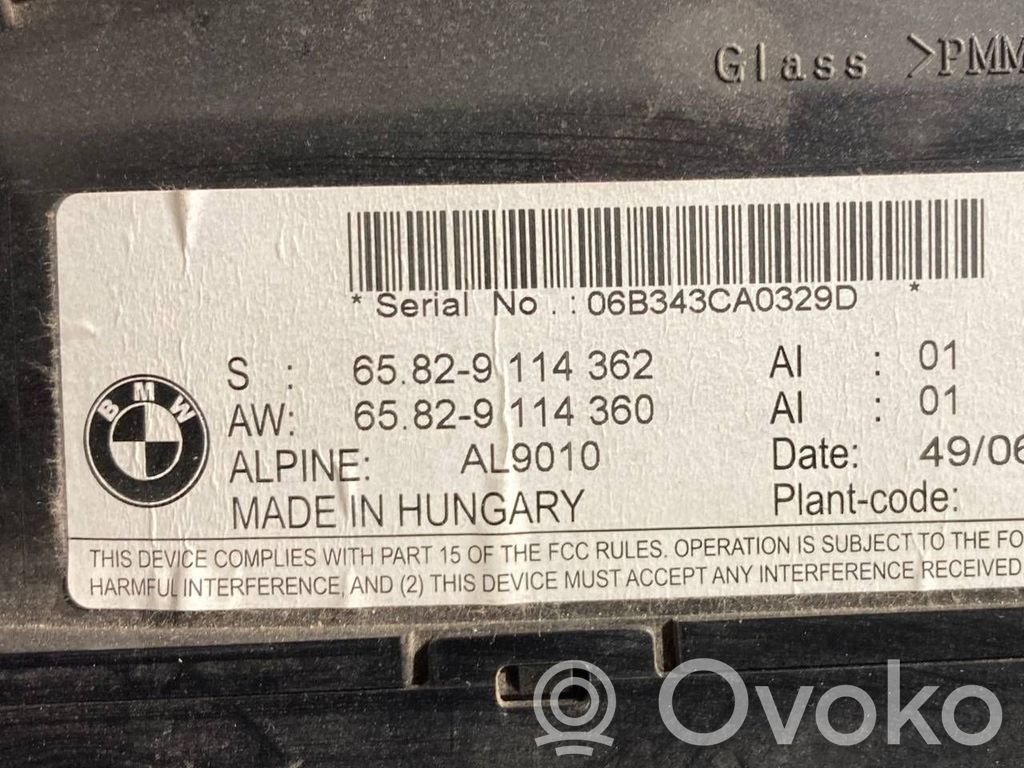 Glass >PMM
* Serial No . : 06B343CA0329D *
S : 65.82-9 114 362 AI : 01
AW: 65.82-9 114 360 AI : 01
ALPINE: AL9010 Date: 49/06
MADE IN HUNGARY Plant-code:
BMW
THIS DEVICE COMPLIES WITH PART 15 OF THE FCC RULES. OPERATION IS SUBJECT TO THE FO
HARMFUL INTERFERENCE, AND (2) THIS DEVICE MUST ACCEPT ANY INTERFERENCE RECEIVED
Ovoko